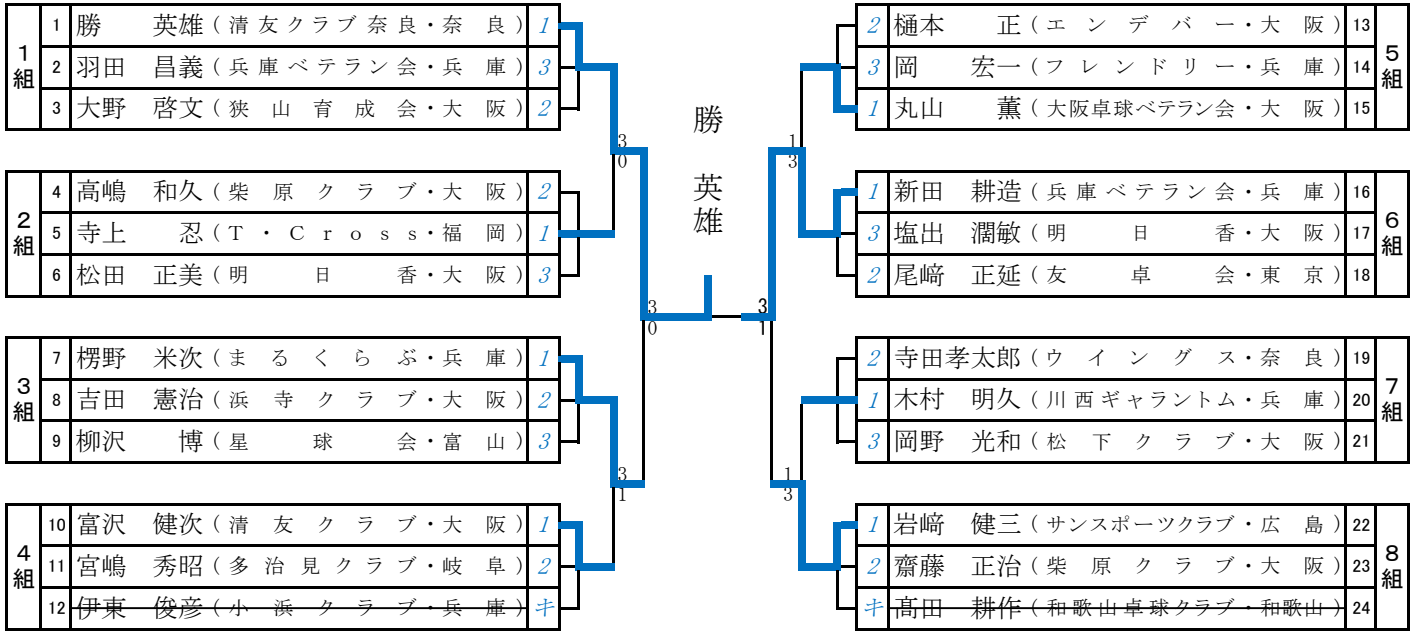 1組
1 勝 英雄 (清友クラブ奈良・奈良) 1
2 羽田 昌義 (兵庫ベテラン会・兵庫) 3
3 大野 啓文 (狭山育成会・大阪) 2
2組
4 高嶋 和久 (柴原クラブ・大阪) 2
5 寺上 忍 (T・Cross・福岡) 1
6 松田 正美 (明日香・大阪) 3
3組
7 楞野 米次 (まるくらぶ・兵庫) 1
8 吉田 憲治 (浜寺クラブ・大阪) 2
9 柳沢 博 (星球会・富山) 3
4組
10 富沢 健次 (清友クラブ・大阪) 1
11 宮嶋 秀昭 (多治見クラブ・岐阜) 2
12 伊東 俊彦 (小浜クラブ・兵庫) キ
3
0
3
1
3
0
勝 英雄
3
1
1
3
1
3
2 樋本 正 (エンデバー・大阪) 13
3 岡 宏一 (フレンドリー・兵庫) 14
1 丸山 薫 (大阪卓球ベテラン会・大阪) 15
5組
1 新田 耕造 (兵庫ベテラン会・兵庫) 16
3 塩出 濶敏 (明日香・大阪) 17
2 尾﨑 正延 (友卓会・東京) 18
6組
2 寺田孝太郎 (ウイングス・奈良) 19
1 木村 明久 (川西ギャラントム・兵庫) 20
3 岡野 光和 (松下クラブ・大阪) 21
7組
1 岩﨑 健三 (サンスポーツクラブ・広島) 22
2 齋藤 正治 (柴原クラブ・大阪) 23
キ 髙田 耕作 (和歌山卓球クラブ・和歌山) 24
8組